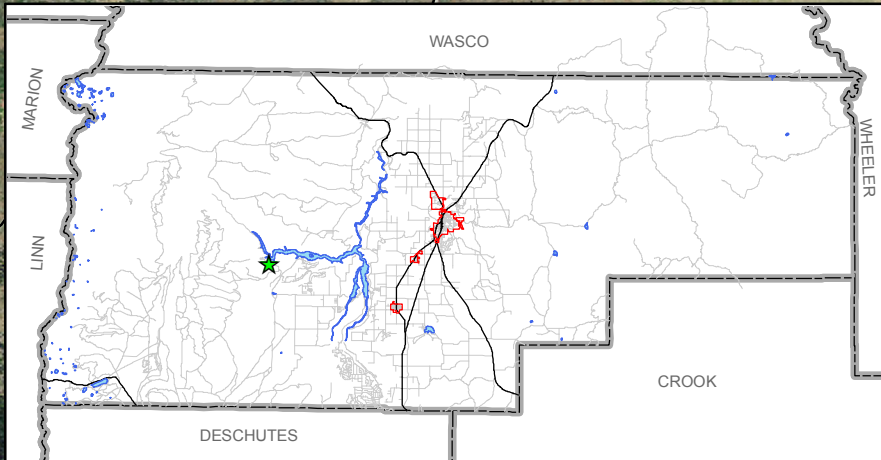 WASCO
MARION
WHEELER
LINN
CROOK
DESCHUTES